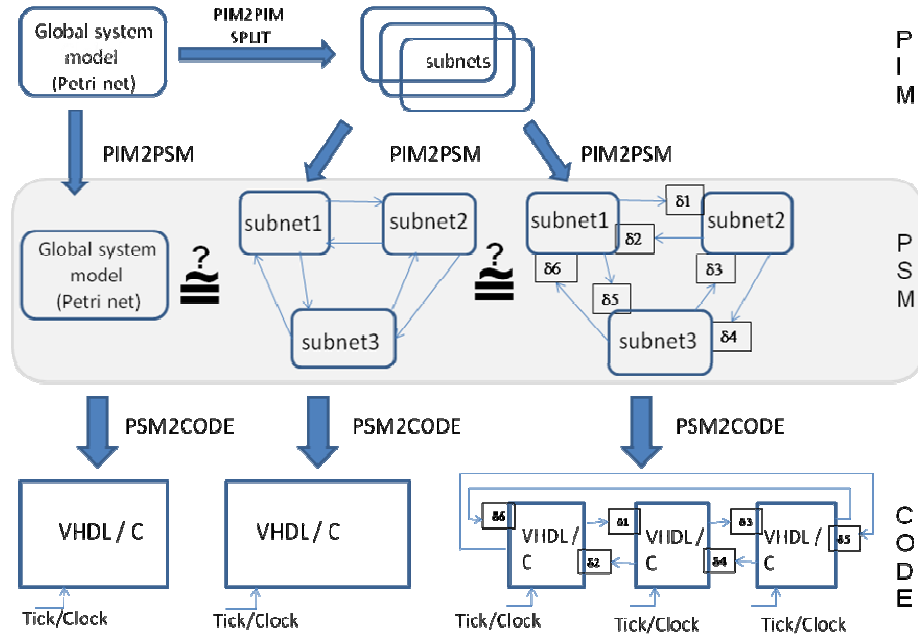 PIM2PIM
SPLIT
Global system
model
(Petri net)
subnets
P
I
M
PIM2PSM
PIM2PSM
PIM2PSM
Global system
model
(Petri net)
?
≅
subnet1
subnet2
subnet3
?
≅
subnet1
δ1
subnet2
δ2
δ6
δ3
δ5
subnet3
δ4
P
S
M
PSM2CODE
PSM2CODE
PSM2CODE
VHDL / C
Tick/Clock
VHDL / C
Tick/Clock
δ6
VHDL /
C
δ1
δ2
VHDL /
C
δ3
δ4
VHDL /
C
δ5
Tick/Clock
Tick/Clock
Tick/Clock
C
O
D
E